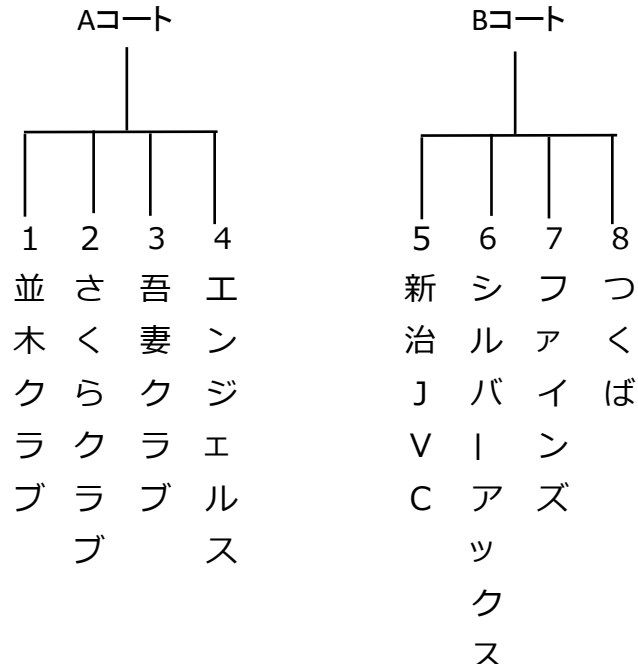 Aコート
Bコート
1
2
3
4
5
6
7
8
並木クラブ
さくらクラブ
吾妻クラブ
エンジェルス
新治JVC
シルバーアックス
ファインズ
つくば